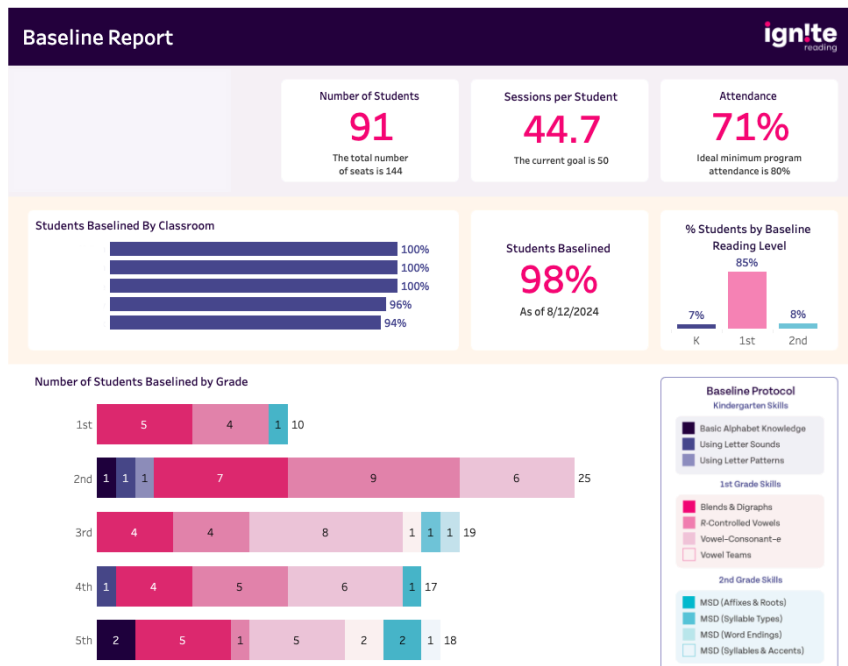 Baseline Report
ign!te
reading
Number of Students
91
The total number
of seats is 144
Sessions per Student
44.7
The current goal is 50
Attendance
71%
Ideal minimum program
attendance is 80%
Students Baselined By Classroom
100%
100%
100%
96%
94%
Students Baselined
98%
As of 8/12/2024
% Students by Baseline
Reading Level
85%
7% 8%
K 1st 2nd
Number of Students Baselined by Grade
1st 5 4 1 10
2nd 1 1 1 7 9 6 25
3rd 4 4 8 1 1 1 19
4th 1 4 5 6 1 17
5th 2 5 1 5 2 2 1 18
Baseline Protocol
Kindergarten Skills
Basic Alphabet Knowledge
Using Letter Sounds
Using Letter Patterns
1st Grade Skills
Blends & Digraphs
R-Controlled Vowels
Vowel-Consonant-e
Vowel Teams
2nd Grade Skills
MSD (Affixes & Roots)
MSD (Syllable Types)
MSD (Word Endings)
MSD (Syllables & Accents)